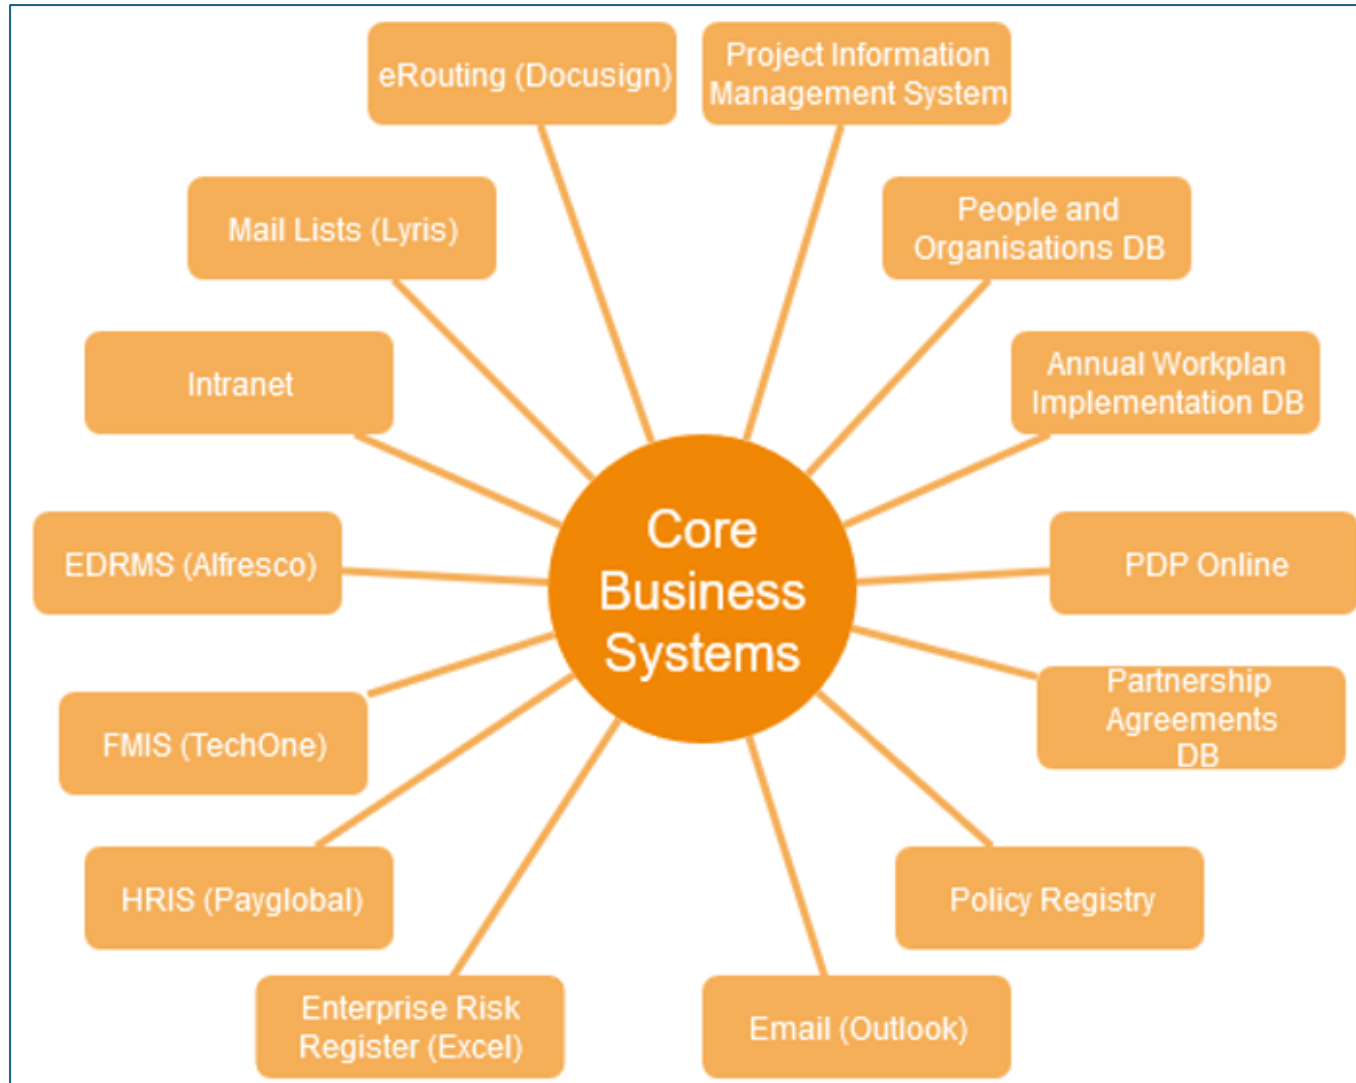 eRouting (Docusign)
Project Information
Management System
Mail Lists (Lyris)
People and
Organisations DB
Intranet
Annual Workplan
Implementation DB
Core
Business
Systems
EDRMS (Alfresco)
PDP Online
FMIS (TechOne)
Partnership
Agreements
DB
HRIS (Payglobal)
Policy Registry
Enterprise Risk
Register (Excel)
Email (Outlook)